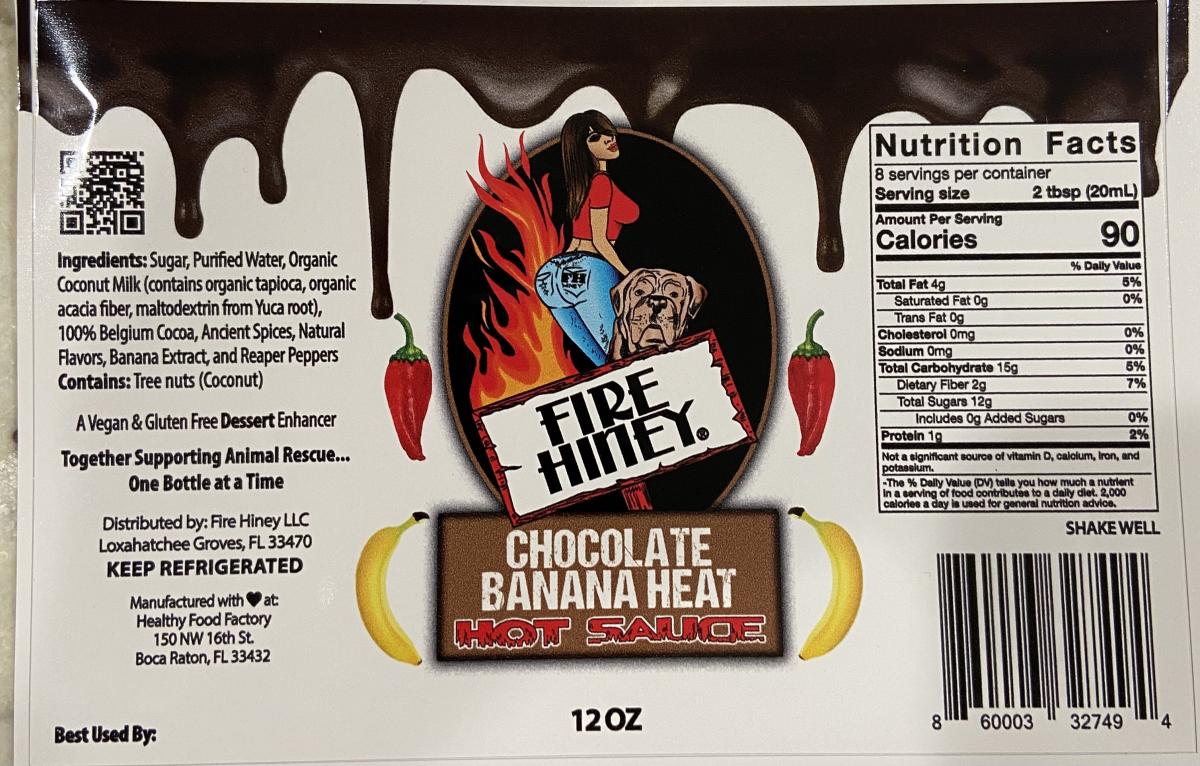 Ingredients: Sugar, Purified Water, Organic
Coconut Milk (contains organic tapioca, organic
acacia fiber, maltodextrin from Yuca root),
100% Belgium Cocoa, Ancient Spices, Natural
Flavors, Banana Extract, and Reaper Peppers
Contains: Tree nuts (Coconut)
A Vegan & Gluten Free Dessert Enhancer
Together Supporting Animal Rescue...
One Bottle at a Time
Distributed by: Fire Hiney LLC
Loxahatchee Groves, FL 33470
KEEP REFRIGERATED
Manufactured with ♥ at:
Healthy Food Factory
150 NW 16th St.
Boca Raton, FL 33432
Best Used By:
FH
HINEY
FIRE
HINEY®
CHOCOLATE
BANANA HEAT
HOT SAUCE
12 OZ
Nutrition Facts
8 servings per container
Serving size 2 tbsp (20mL)
Amount Per Serving
Calories 90
% Daily Value
Total Fat 4g 5%
Saturated Fat 0g 0%
Trans Fat 0g
Cholesterol 0mg 0%
Sodium 0mg 0%
Total Carbohydrate 15g 5%
Dietary Fiber 2g 7%
Total Sugars 12g
Includes 0g Added Sugars 0%
Protein 1g 2%
Not a significant source of vitamin D, calcium, iron, and
potassium.
-The % Daily Value (DV) tells you how much a nutrient
in a serving of food contributes to a daily diet. 2,000
calories a day is used for general nutrition advice.
SHAKE WELL
8 60003 32749 4